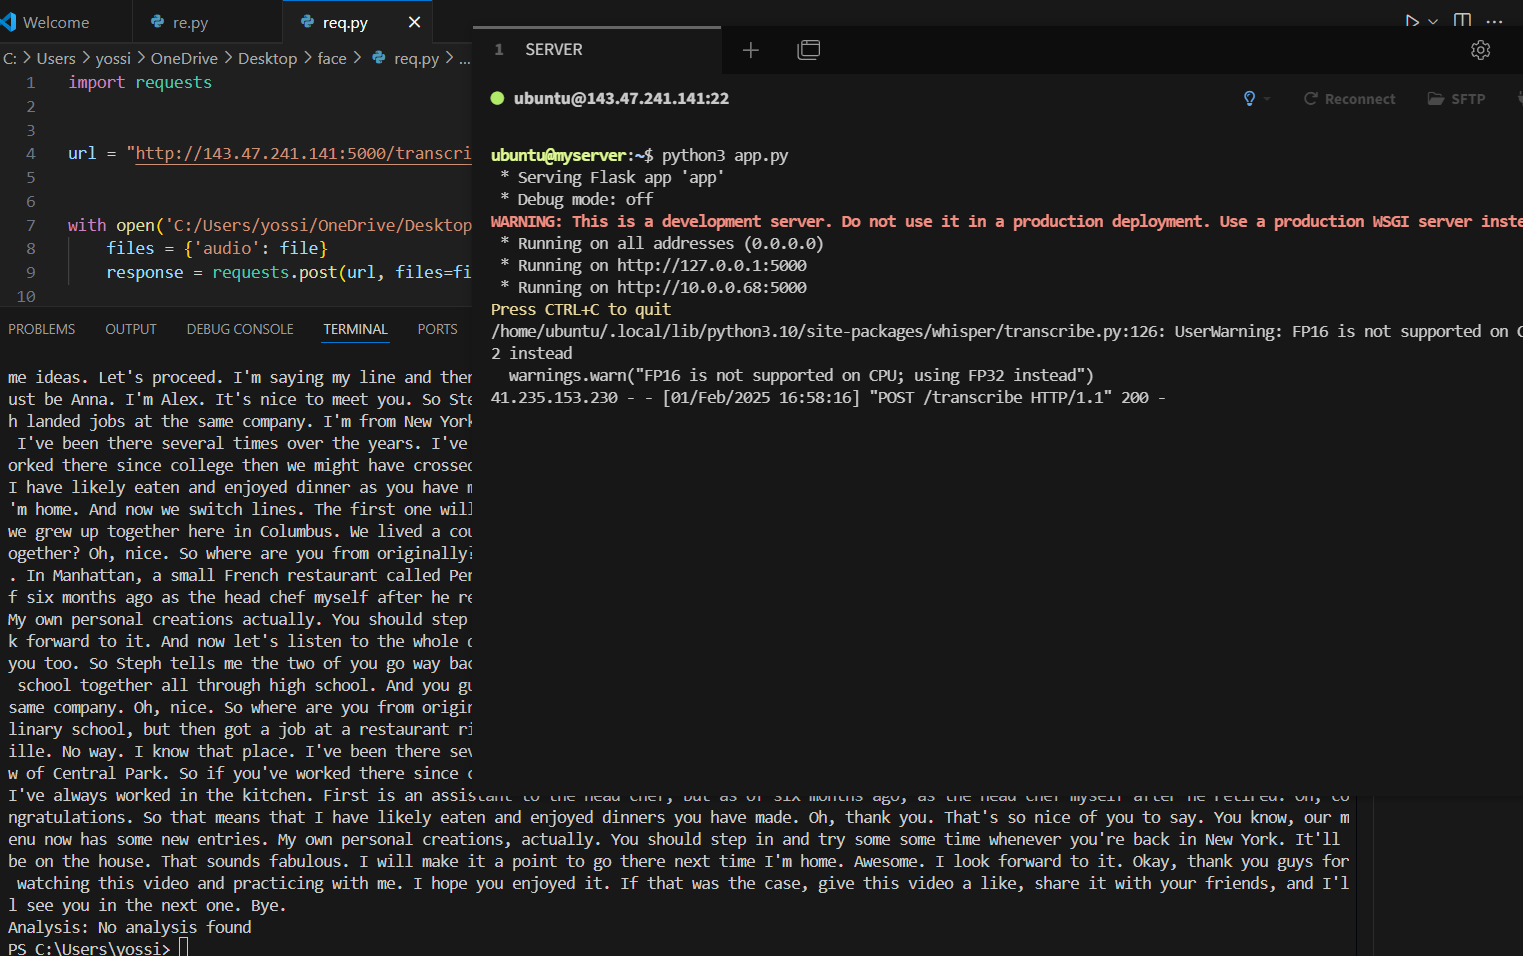 Welcome
re.py
req.py
C: > Users > yossi > OneDrive > Desktop > face > req.py > ...
1 import requests
2
3
4 url = "http://143.47.241.141:5000/transcri
5
6
7 with open('C:/Users/yossi/OneDrive/Desktop
8 files = {'audio': file}
9 response = requests.post(url, files=fi
10
PROBLEMS OUTPUT DEBUG CONSOLE TERMINAL PORTS
me ideas. Let's proceed. I'm saying my line and ther
ust be Anna. I'm Alex. It's nice to meet you. So Ste
h landed jobs at the same company. I'm from New York
I've been there several times over the years. I've
orked there since college then we might have crossed
I have likely eaten and enjoyed dinner as you have m
'm home. And now we switch lines. The first one will
we grew up together here in Columbus. We lived a cou
ogether? Oh, nice. So where are you from originally?
. In Manhattan, a small French restaurant called Per
f six months ago as the head chef myself after he re
My own personal creations actually. You should step
k forward to it. And now let's listen to the whole
you too. So Steph tells me the two of you go way bac
school together all through high school. And you gu
same company. Oh, nice. So where are you from origin
linary school, but then got a job at a restaurant ri
ille. No way. I know that place. I've been there sev
w of Central Park. So if you've worked there since c
I've always worked in the kitchen. First is an assistant to the head chef, but as of six months ago, as the head chef myself after he retired. Oh, co
ngratulations. So that means that I have likely eaten and enjoyed dinners you have made. Oh, thank you. That's so nice of you to say. You know, our m
enu now has some new entries. My own personal creations, actually. You should step in and try some some time whenever you're back in New York. It'll
be on the house. That sounds fabulous. I will make it a point to go there next time I'm home. Awesome. I look forward to it. Okay, thank you guys for
watching this video and practicing with me. I hope you enjoyed it. If that was the case, give this video a like, share it with your friends, and I'l
l see you in the next one. Bye.
Analysis: No analysis found
PS C:\Users\yossi>
1 SERVER
ubuntu@143.47.241.141:22
Reconnect
SFTP
ubuntu@myserver:~$ python3 app.py
* Serving Flask app 'app'
* Debug mode: off
WARNING: This is a development server. Do not use it in a production deployment. Use a production WSGI server inste
* Running on all addresses (0.0.0.0)
* Running on http://127.0.0.1:5000
* Running on http://10.0.0.68:5000
Press CTRL+C to quit
/home/ubuntu/.local/lib/python3.10/site-packages/whisper/transcribe.py:126: UserWarning: FP16 is not supported on C
2 instead
warnings.warn("FP16 is not supported on CPU; using FP32 instead")
41.235.153.230 - - [01/Feb/2025 16:58:16] "POST /transcribe HTTP/1.1" 200 -